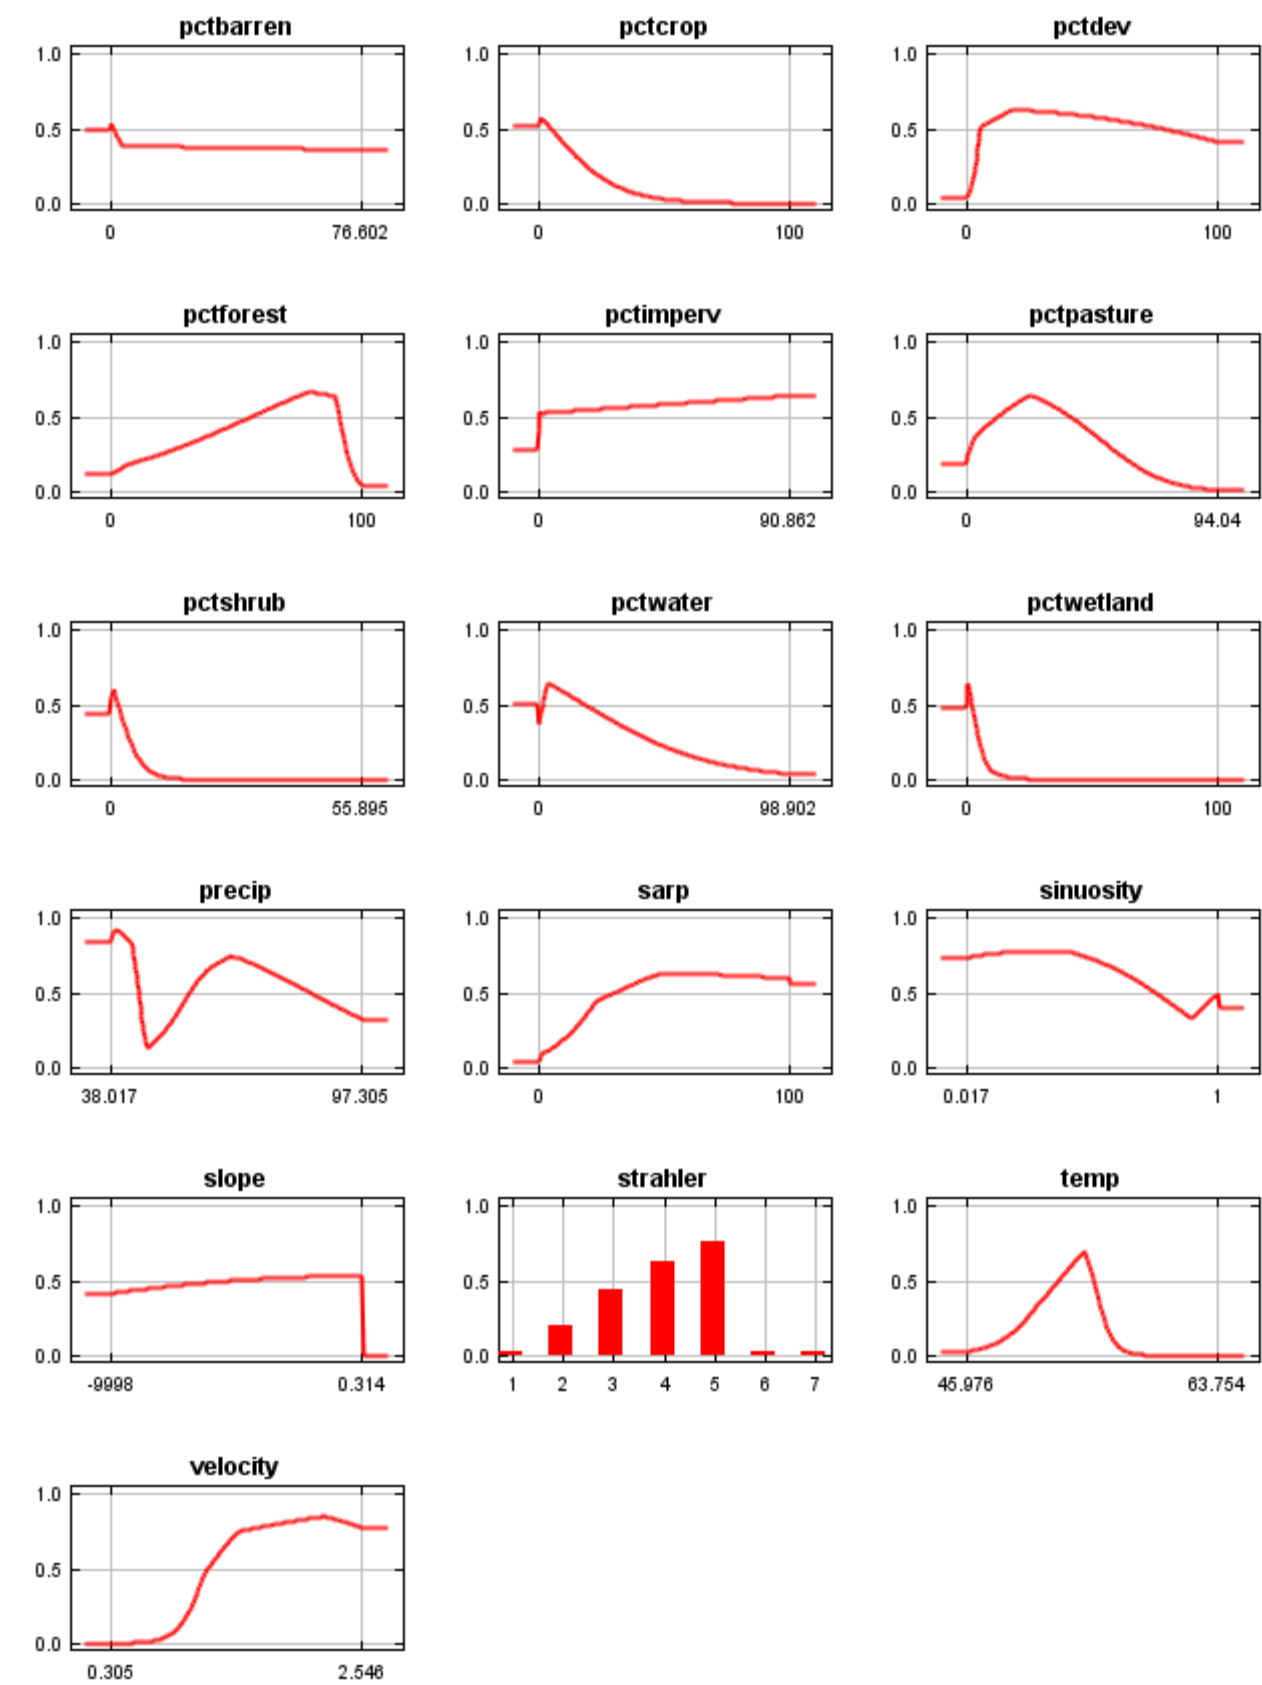 pctbarren pctcrop pctdev
1.0 1.0 1.0
0.5 0.5 0.5
0.0 0.0 0.0
0 76.602 0 100 0 100
pctforest pctimperv pctpasture
1.0 1.0 1.0
0.5 0.5 0.5
0.0 0.0 0.0
0 100 0 90.862 0 94.04
pctshrub pctwater pctwetland
1.0 1.0 1.0
0.5 0.5 0.5
0.0 0.0 0.0
0 55.895 0 98.902 0 100
precip sarp sinuosity
1.0 1.0 1.0
0.5 0.5 0.5
0.0 0.0 0.0
38.017 97.305 0 100 0.017 1
slope strahler temp
1.0 1.0 1.0
0.5 0.5 0.5
0.0 0.0 0.0
-9998 0.314 1 2 3 4 5 6 7 45.976 63.754
velocity
1.0
0.5
0.0
0.305 2.546